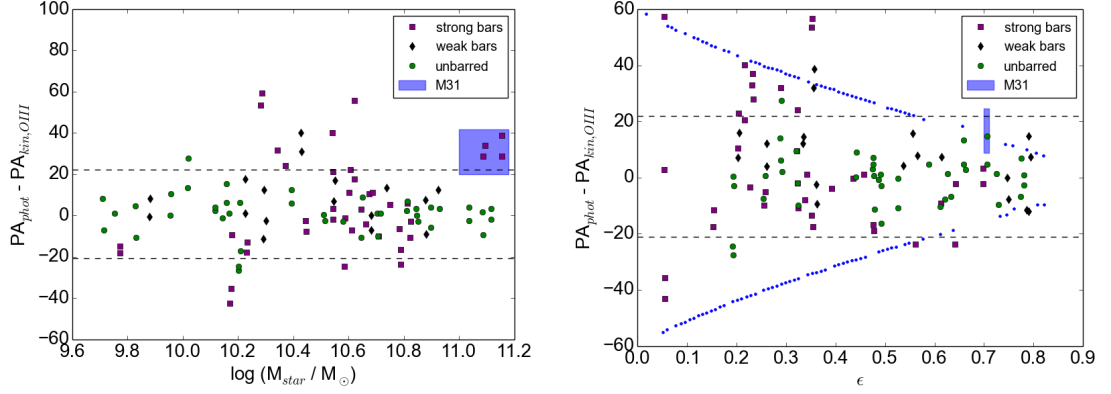 100
80
60
40
20
0
−20
−40
−60
PA_phot - PA_kin,OIII
9.6 9.8 10.0 10.2 10.4 10.6 10.8 11.0 11.2
log (M_star / M_⊙)
strong bars
weak bars
unbarred
M31
60
40
20
0
−20
−40
−60
PA_phot - PA_kin,OIII
0.0 0.1 0.2 0.3 0.4 0.5 0.6 0.7 0.8 0.9
ϵ
strong bars
weak bars
unbarred
M31